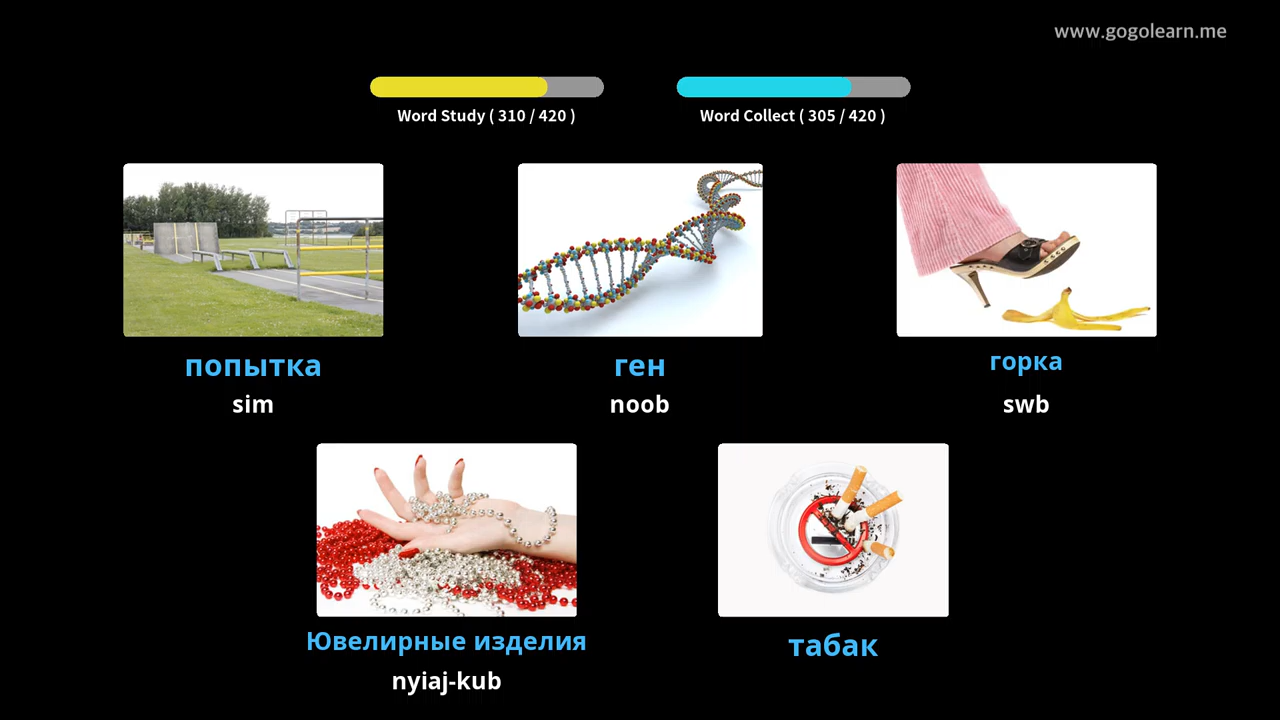 www.gogolearn.me
Word Study ( 310 / 420 )
Word Collect ( 305 / 420 )
попытка
ген
горка
sim
noob
swb
Ювелирные изделия
табак
nyiaj-kub